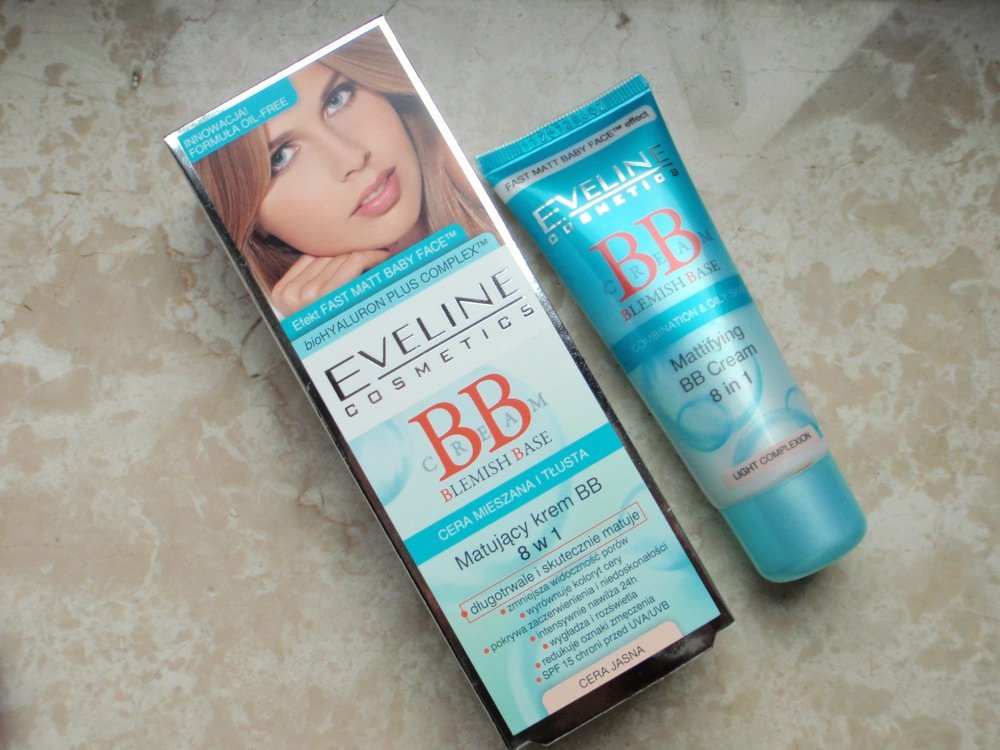 INNOWACJA!
FORMUŁA OIL-FREE
Efekt FAST MATT BABY FACE™
bioHYALURON PLUS COMPLEX™
EVELINE
COSMETICS
BB
CREAM
BLEMISH BASE
CERA MIESZANA I TŁUSTA
Matujący krem BB
8 w 1
• długotrwale i skutecznie matuje
• zmniejsza widoczność porów
• wyrównuje koloryt cery
• pokrywa zaczerwienienia i niedoskonałości
• intensywnie nawilża 24h
• wygładza i rozświetla
• redukuje oznaki zmęczenia
• SPF 15 chroni przed UVA/UVB
CERA JASNA
FAST MATT BABY FACE™ effect
EVELINE
COSMETICS
BB
CREAM
BLEMISH BASE
COMBINATION & OILY SKIN
Mattifying
BB Cream
8 in 1
LIGHT COMPLEXION